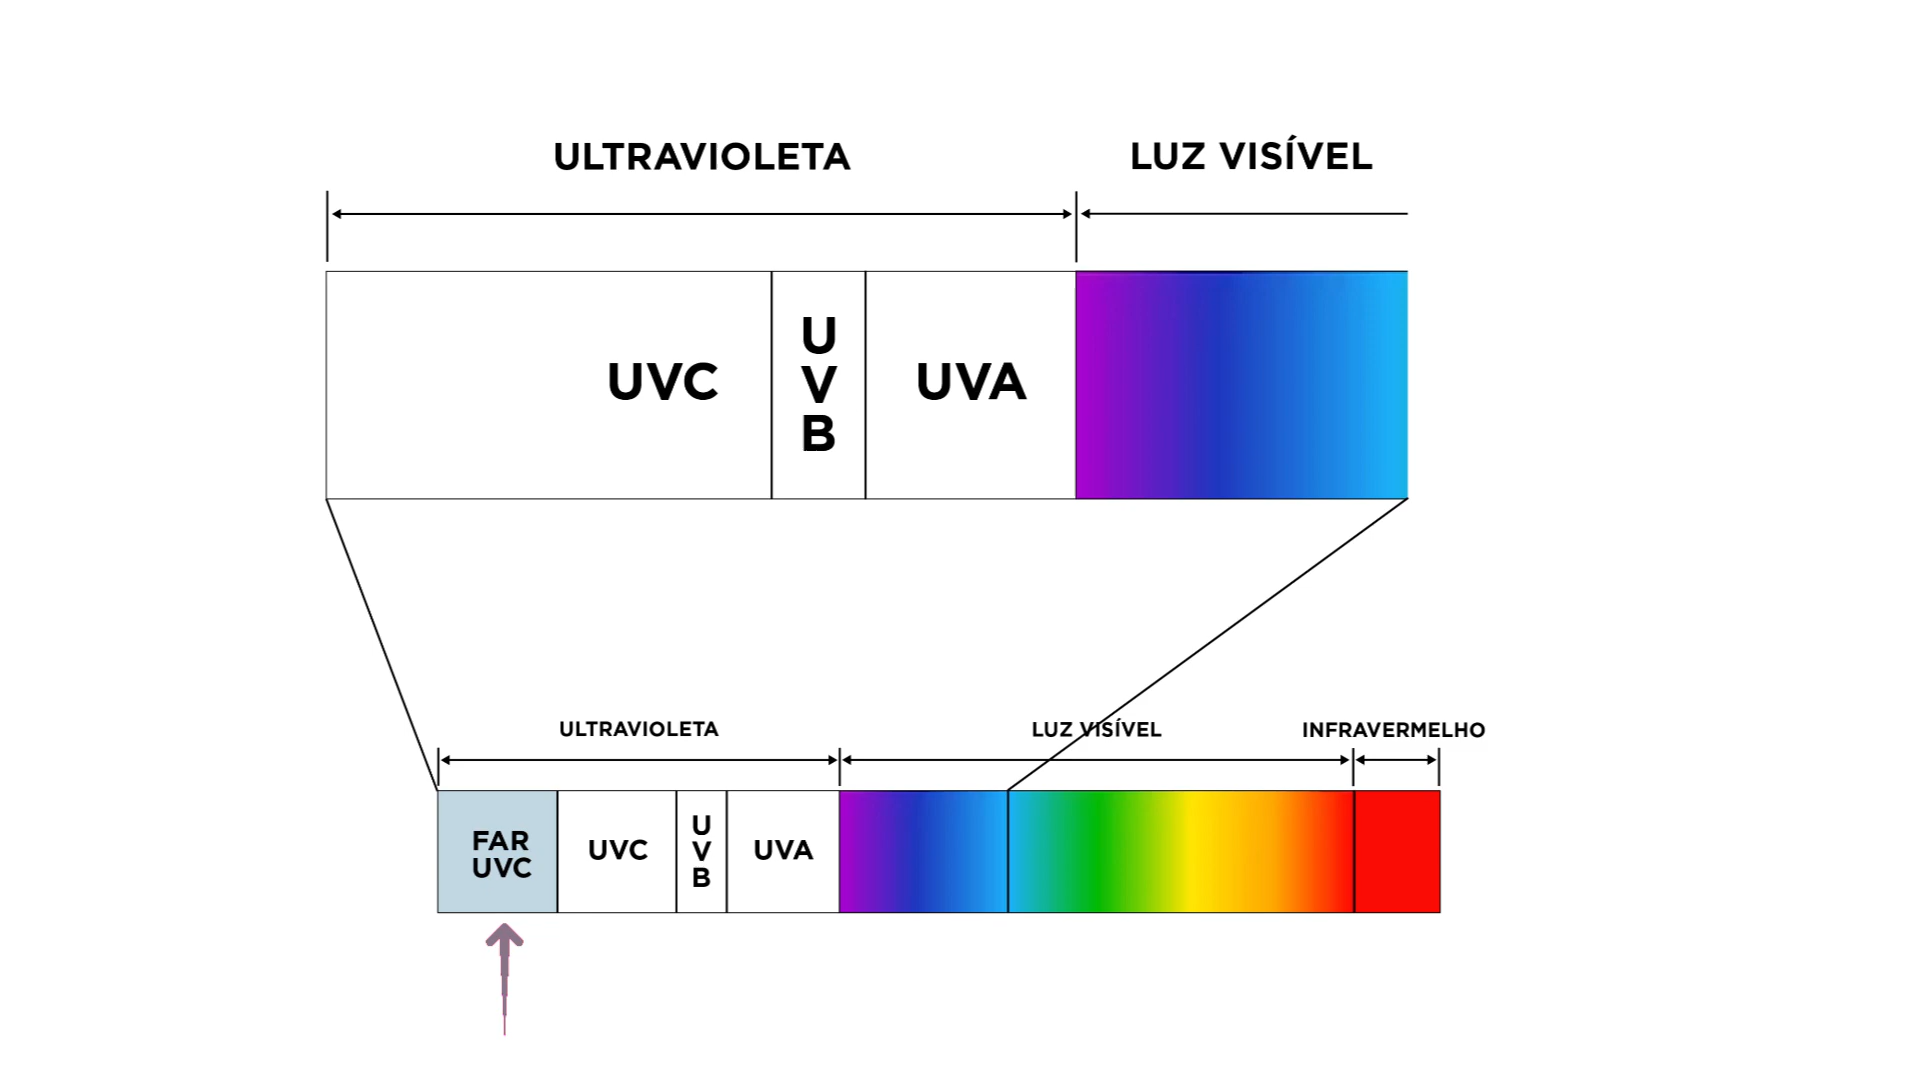 ULTRAVIOLETA
LUZ VISÍVEL
UVC
U
V
B
UVA
ULTRAVIOLETA
LUZ VISÍVEL
INFRAVERMELHO
FAR
UVC
UVC
U
V
B
UVA